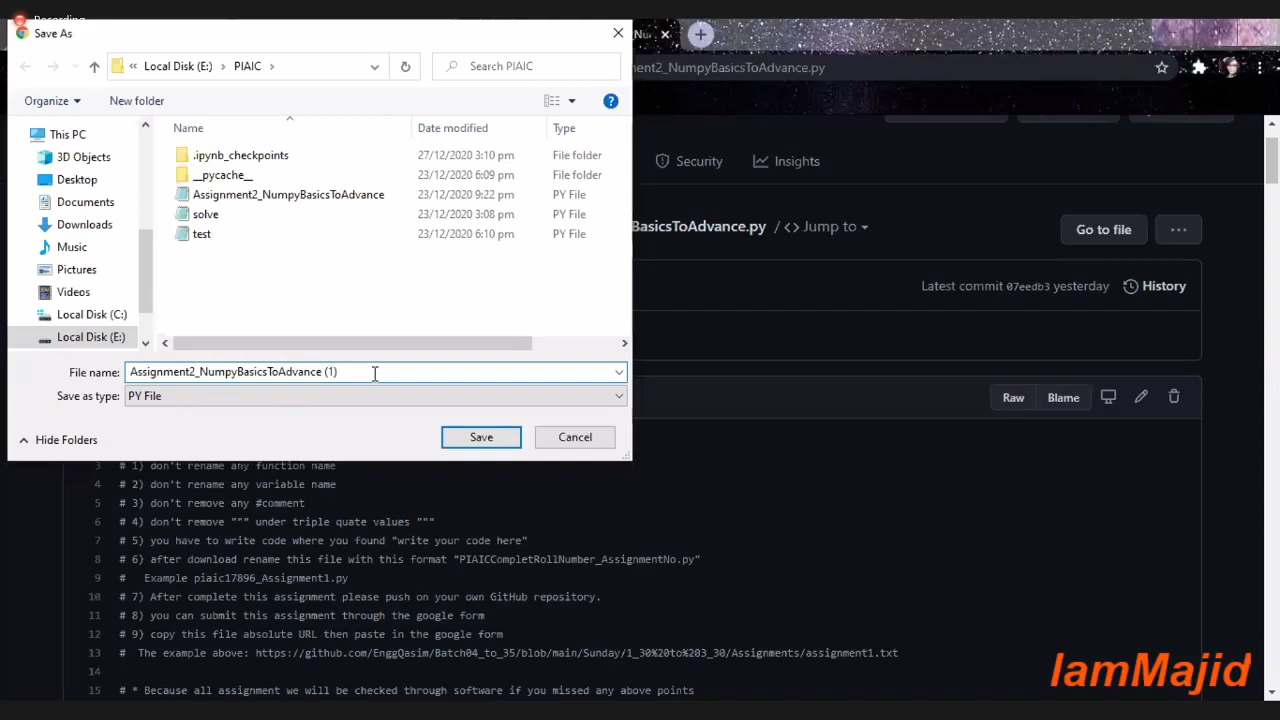 Recording
Save As
Local Disk (E:)
PIAIC
Search PIAIC
ent2_NumpyBasicsToAdvance.py
Organize
New folder
Name
Date modified
Type
This PC
3D Objects
Desktop
Documents
Downloads
Music
Pictures
Videos
Local Disk (C:)
Local Disk (E:)
.ipynb_checkpoints 27/12/2020 3:10 pm File folder
__pycache__ 23/12/2020 6:09 pm File folder
Assignment2_NumpyBasicsToAdvance 23/12/2020 9:22 pm PY File
solve 23/12/2020 3:08 pm PY File
test 23/12/2020 6:10 pm PY File
File name: Assignment2_NumpyBasicsToAdvance (1)
Save as type: PY File
Hide Folders
Save
Cancel
Security
Insights
BasicsToAdvance.py / <> Jump to
Go to file
...
Latest commit 07eedb3 yesterday
History
Raw
Blame
3 # 1) don't rename any function name
4 # 2) don't rename any variable name
5 # 3) don't remove any #comment
6 # 4) don't remove """ under triple quate values """
7 # 5) you have to write code where you found "write your code here"
8 # 6) after download rename this file with this format "PIAICCompletRollNumber_AssignmentNo.py"
9 # Example piaic17896_Assignment1.py
10 # 7) After complete this assignment please push on your own GitHub repository.
11 # 8) you can submit this assignment through the google form
12 # 9) copy this file absolute URL then paste in the google form
13 # The example above: https://github.com/EnggQasim/Batch04_to_35/blob/main/Sunday/1_30%20to%203_30/Assignments/assignment1.txt
14
15 # * Because all assignment we will be checked through software if you missed any above points
IamMajid